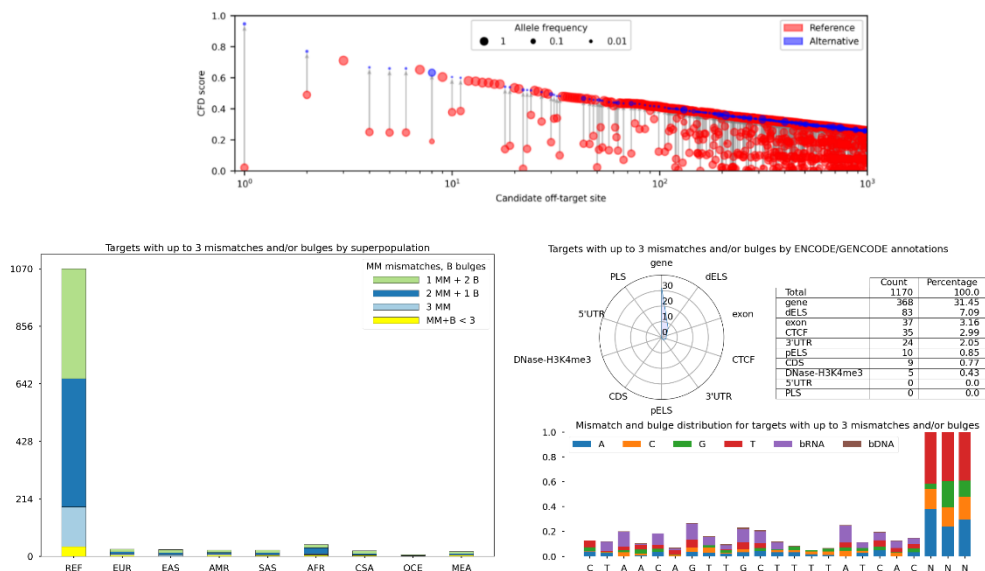 Allele frequency
1 0.1 0.01
Reference
Alternative
CFD score
1.0
0.8
0.6
0.4
0.2
0.0
10⁰ 10¹ 10² 10³
Candidate off-target site
Targets with up to 3 mismatches and/or bulges by superpopulation
MM mismatches, B bulges
1 MM + 2 B
2 MM + 1 B
3 MM
MM+B < 3
1070
856
642
428
214
0
REF EUR EAS AMR SAS AFR CSA OCE MEA
Targets with up to 3 mismatches and/or bulges by ENCODE/GENCODE annotations
gene
dELS
exon
CTCF
3'UTR
pELS
CDS
DNase-H3K4me3
5'UTR
PLS
30
20
10
0
Count Percentage
Total 1170 100.0
gene 368 31.45
dELS 83 7.09
exon 37 3.16
CTCF 35 2.99
3'UTR 24 2.05
pELS 10 0.85
CDS 9 0.77
DNase-H3K4me3 5 0.43
5'UTR 0 0.0
PLS 0 0.0
Mismatch and bulge distribution for targets with up to 3 mismatches and/or bulges
A C G T bRNA bDNA
1.0
0.8
0.6
0.4
0.2
0.0
C T A A C A G T T G C T T T T A T C A C N N N